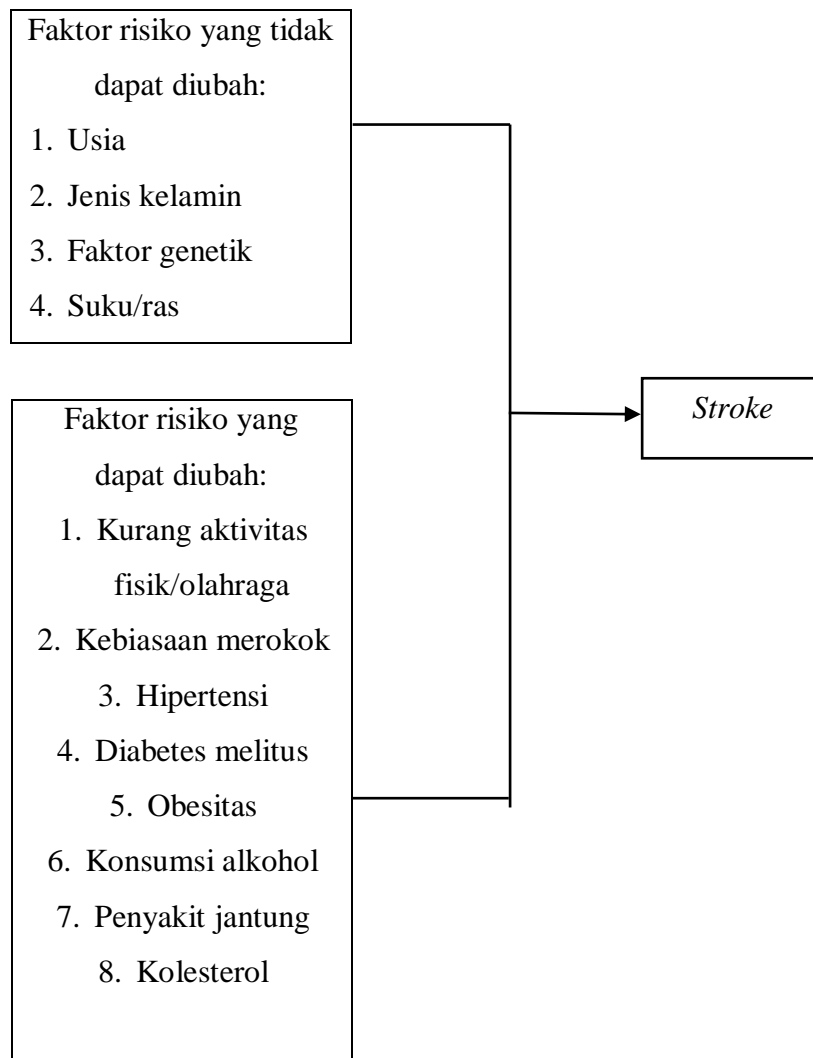 Faktor risiko yang tidak
dapat diubah:
1. Usia
2. Jenis kelamin
3. Faktor genetik
4. Suku/ras
Stroke
Faktor risiko yang
dapat diubah:
1. Kurang aktivitas
fisik/olahraga
2. Kebiasaan merokok
3. Hipertensi
4. Diabetes melitus
5. Obesitas
6. Konsumsi alkohol
7. Penyakit jantung
8. Kolesterol